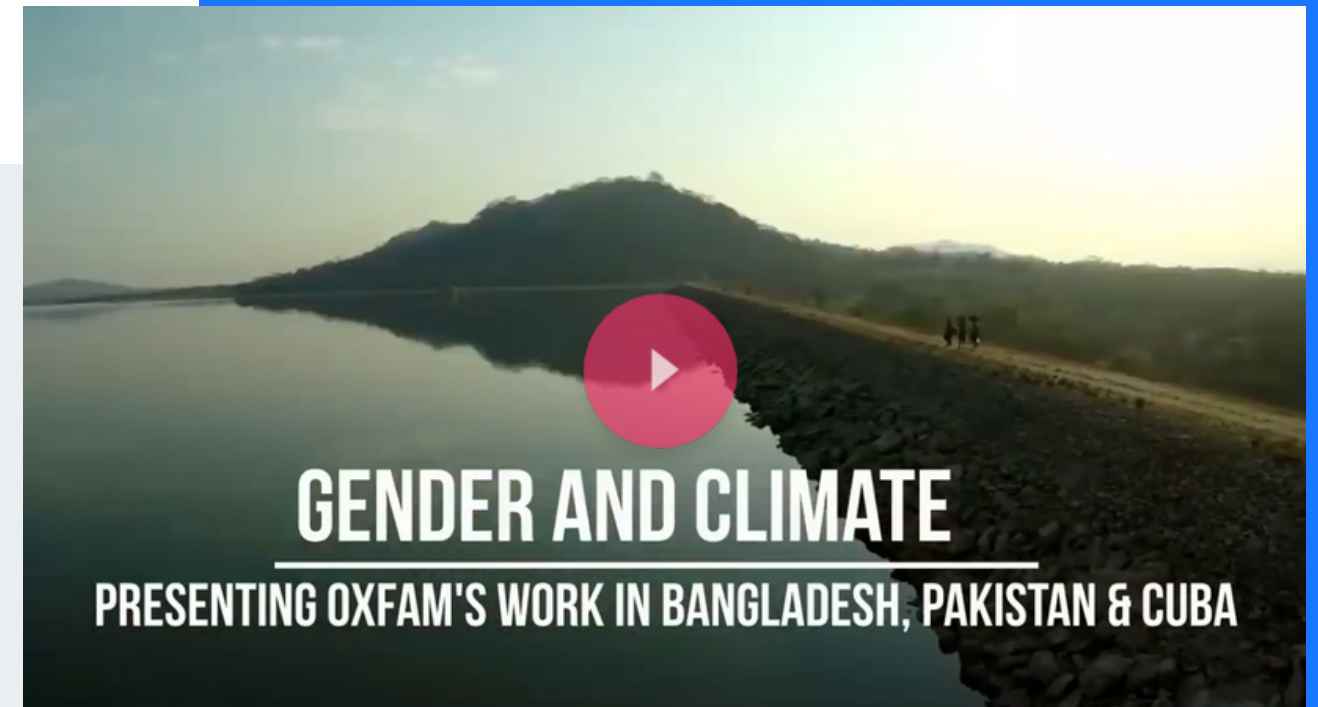 GENDER AND CLIMATE
PRESENTING OXFAM'S WORK IN BANGLADESH, PAKISTAN & CUBA